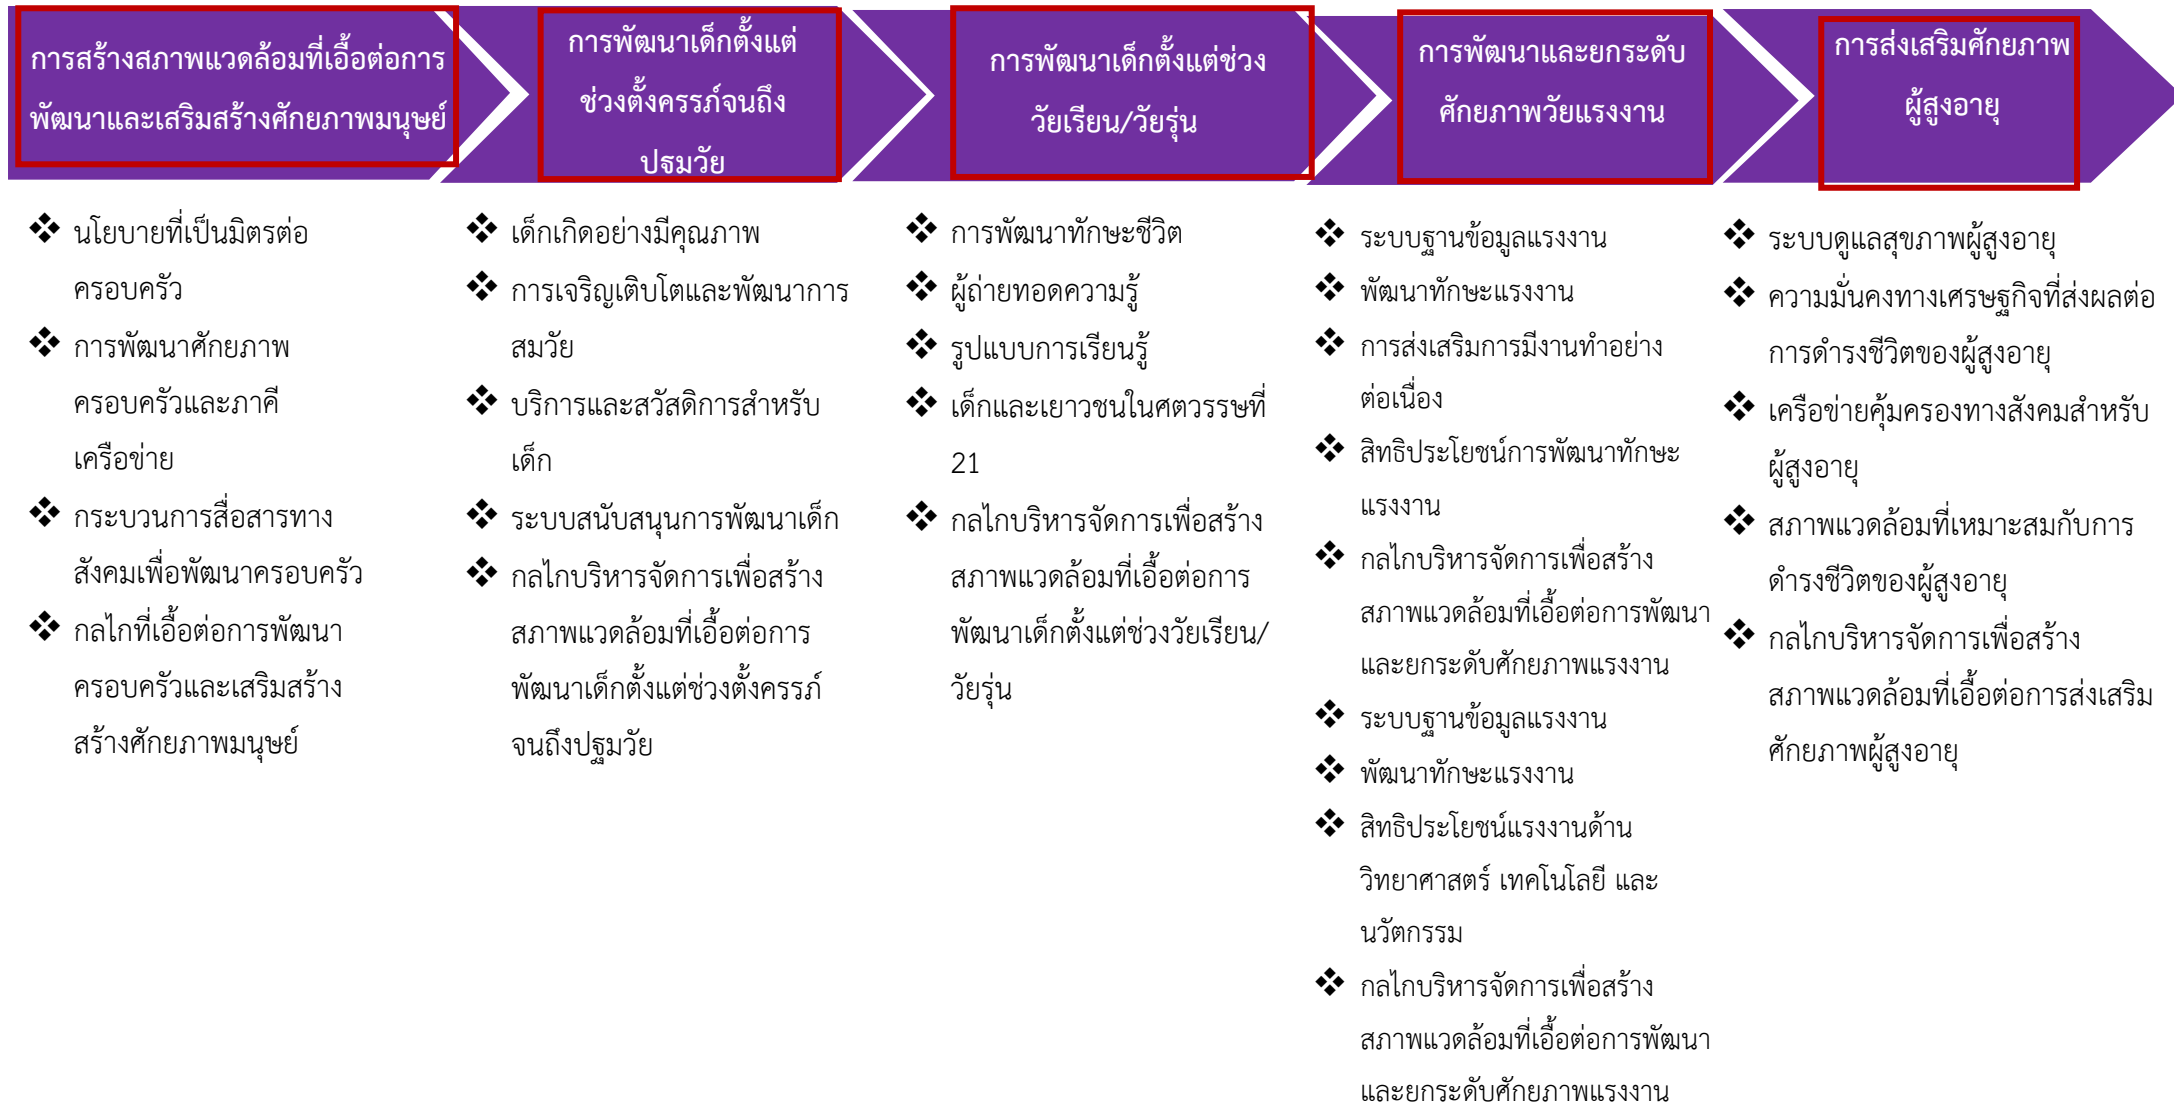 การสร้างสภาพแวดล้อมที่เอื้อต่อการ
พัฒนาและเสริมสร้างศักยภาพมนุษย์
การพัฒนาเด็กตั้งแต่
ช่วงตั้งครรภ์จนถึง
ปฐมวัย
การพัฒนาเด็กตั้งแต่ช่วง
วัยเรียน/วัยรุ่น
การพัฒนาและยกระดับ
ศักยภาพวัยแรงงาน
การส่งเสริมศักยภาพ
ผู้สูงอายุ
❖ นโยบายที่เป็นมิตรต่อ
ครอบครัว
❖ การพัฒนาศักยภาพ
ครอบครัวและภาคี
เครือข่าย
❖ กระบวนการสื่อสารทาง
สังคมเพื่อพัฒนาครอบครัว
❖ กลไกที่เอื้อต่อการพัฒนา
ครอบครัวและเสริมสร้าง
สร้างศักยภาพมนุษย์
❖ เด็กเกิดอย่างมีคุณภาพ
❖ การเจริญเติบโตและพัฒนาการ
สมวัย
❖ บริการและสวัสดิการสำหรับ
เด็ก
❖ ระบบสนับสนุนการพัฒนาเด็ก
❖ กลไกบริหารจัดการเพื่อสร้าง
สภาพแวดล้อมที่เอื้อต่อการ
พัฒนาเด็กตั้งแต่ช่วงตั้งครรภ์
จนถึงปฐมวัย
❖ การพัฒนาทักษะชีวิต
❖ ผู้ถ่ายทอดความรู้
❖ รูปแบบการเรียนรู้
❖ เด็กและเยาวชนในศตวรรษที่
21
❖ กลไกบริหารจัดการเพื่อสร้าง
สภาพแวดล้อมที่เอื้อต่อการ
พัฒนาเด็กตั้งแต่ช่วงวัยเรียน/
วัยรุ่น
❖ ระบบฐานข้อมูลแรงงาน
❖ พัฒนาทักษะแรงงาน
❖ การส่งเสริมการมีงานทำอย่าง
ต่อเนื่อง
❖ สิทธิประโยชน์การพัฒนาทักษะ
แรงงาน
❖ กลไกบริหารจัดการเพื่อสร้าง
สภาพแวดล้อมที่เอื้อต่อการพัฒนา
และยกระดับศักยภาพแรงงาน
❖ ระบบฐานข้อมูลแรงงาน
❖ พัฒนาทักษะแรงงาน
❖ สิทธิประโยชน์แรงงานด้าน
วิทยาศาสตร์ เทคโนโลยี และ
นวัตกรรม
❖ กลไกบริหารจัดการเพื่อสร้าง
สภาพแวดล้อมที่เอื้อต่อการพัฒนา
และยกระดับศักยภาพแรงงาน
❖ ระบบดูแลสุขภาพผู้สูงอายุ
❖ ความมั่นคงทางเศรษฐกิจที่ส่งผลต่อ
การดำรงชีวิตของผู้สูงอายุ
❖ เครือข่ายคุ้มครองทางสังคมสำหรับ
ผู้สูงอายุ
❖ สภาพแวดล้อมที่เหมาะสมกับการ
ดำรงชีวิตของผู้สูงอายุ
❖ กลไกบริหารจัดการเพื่อสร้าง
สภาพแวดล้อมที่เอื้อต่อการส่งเสริม
ศักยภาพผู้สูงอายุ